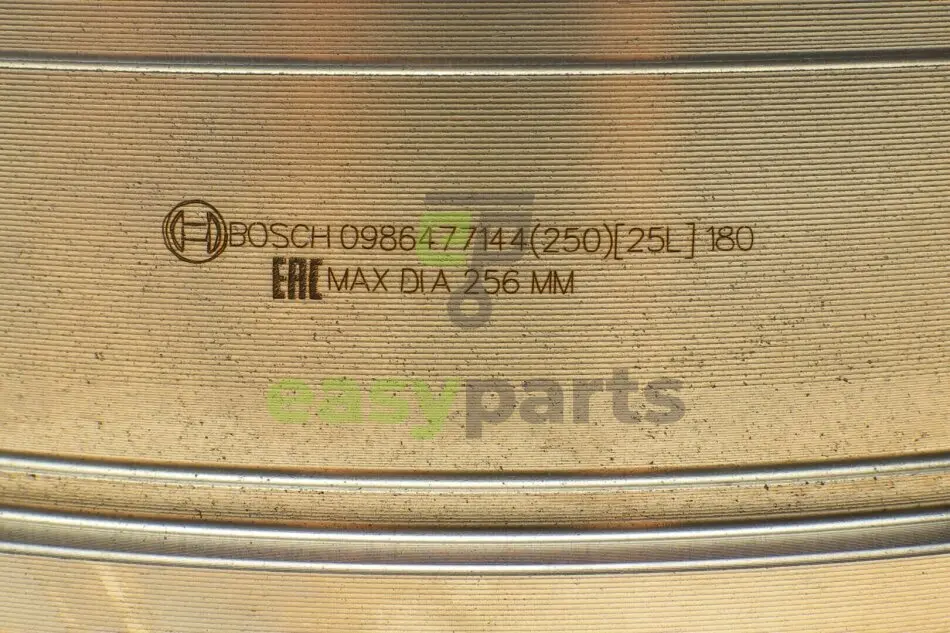 BOSCH 0986477144(250)[25L] 180
EAC MAX DIA 256 MM
easyparts